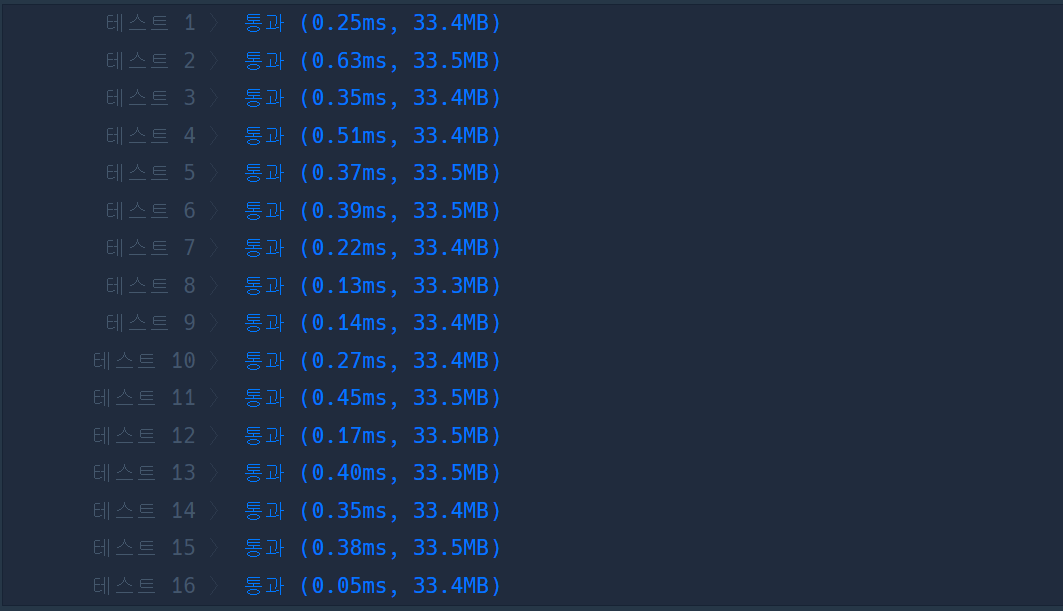 테스트 1 〉 통과 (0.25ms, 33.4MB)
테스트 2 〉 통과 (0.63ms, 33.5MB)
테스트 3 〉 통과 (0.35ms, 33.4MB)
테스트 4 〉 통과 (0.51ms, 33.4MB)
테스트 5 〉 통과 (0.37ms, 33.5MB)
테스트 6 〉 통과 (0.39ms, 33.5MB)
테스트 7 〉 통과 (0.22ms, 33.4MB)
테스트 8 〉 통과 (0.13ms, 33.3MB)
테스트 9 〉 통과 (0.14ms, 33.4MB)
테스트 10 〉 통과 (0.27ms, 33.4MB)
테스트 11 〉 통과 (0.45ms, 33.5MB)
테스트 12 〉 통과 (0.17ms, 33.5MB)
테스트 13 〉 통과 (0.40ms, 33.5MB)
테스트 14 〉 통과 (0.35ms, 33.4MB)
테스트 15 〉 통과 (0.38ms, 33.5MB)
테스트 16 〉 통과 (0.05ms, 33.4MB)